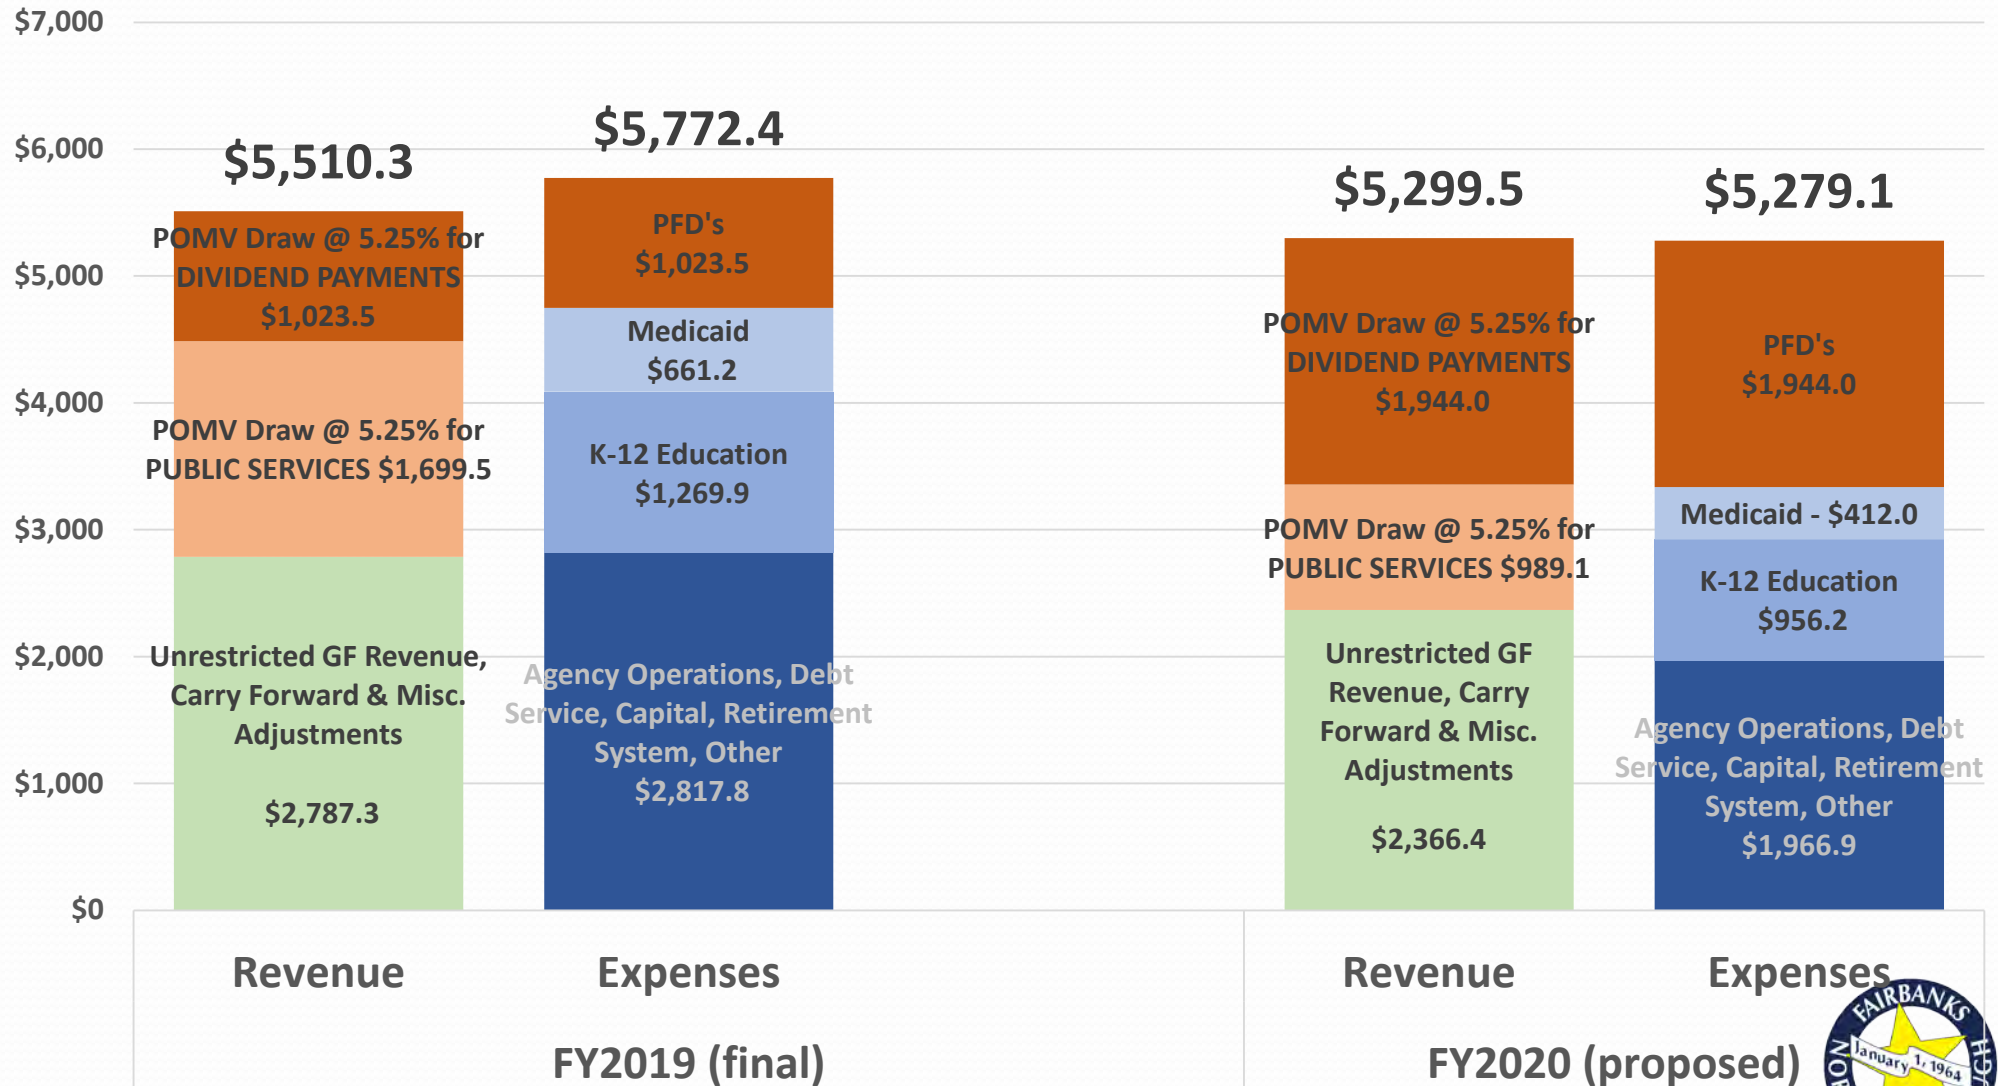 $7,000
$6,000
$5,000
$4,000
$3,000
$2,000
$1,000
$0
$5,510.3
POMV Draw @ 5.25% for
DIVIDEND PAYMENTS
$1,023.5
POMV Draw @ 5.25% for
PUBLIC SERVICES $1,699.5
Unrestricted GF Revenue,
Carry Forward & Misc.
Adjustments
$2,787.3
$5,772.4
PFD's
$1,023.5
Medicaid
$661.2
K-12 Education
$1,269.9
Agency Operations, Debt
Service, Capital, Retirement
System, Other
$2,817.8
$5,299.5
POMV Draw @ 5.25% for
DIVIDEND PAYMENTS
$1,944.0
POMV Draw @ 5.25% for
PUBLIC SERVICES $989.1
Unrestricted GF
Revenue, Carry
Forward & Misc.
Adjustments
$2,366.4
$5,279.1
PFD's
$1,944.0
Medicaid - $412.0
K-12 Education
$956.2
Agency Operations, Debt
Service, Capital, Retirement
System, Other
$1,966.9
Revenue
Expenses
Revenue
Expenses
FY2019 (final)
FY2020 (proposed)
FAIRBANKS
January 1, 1964